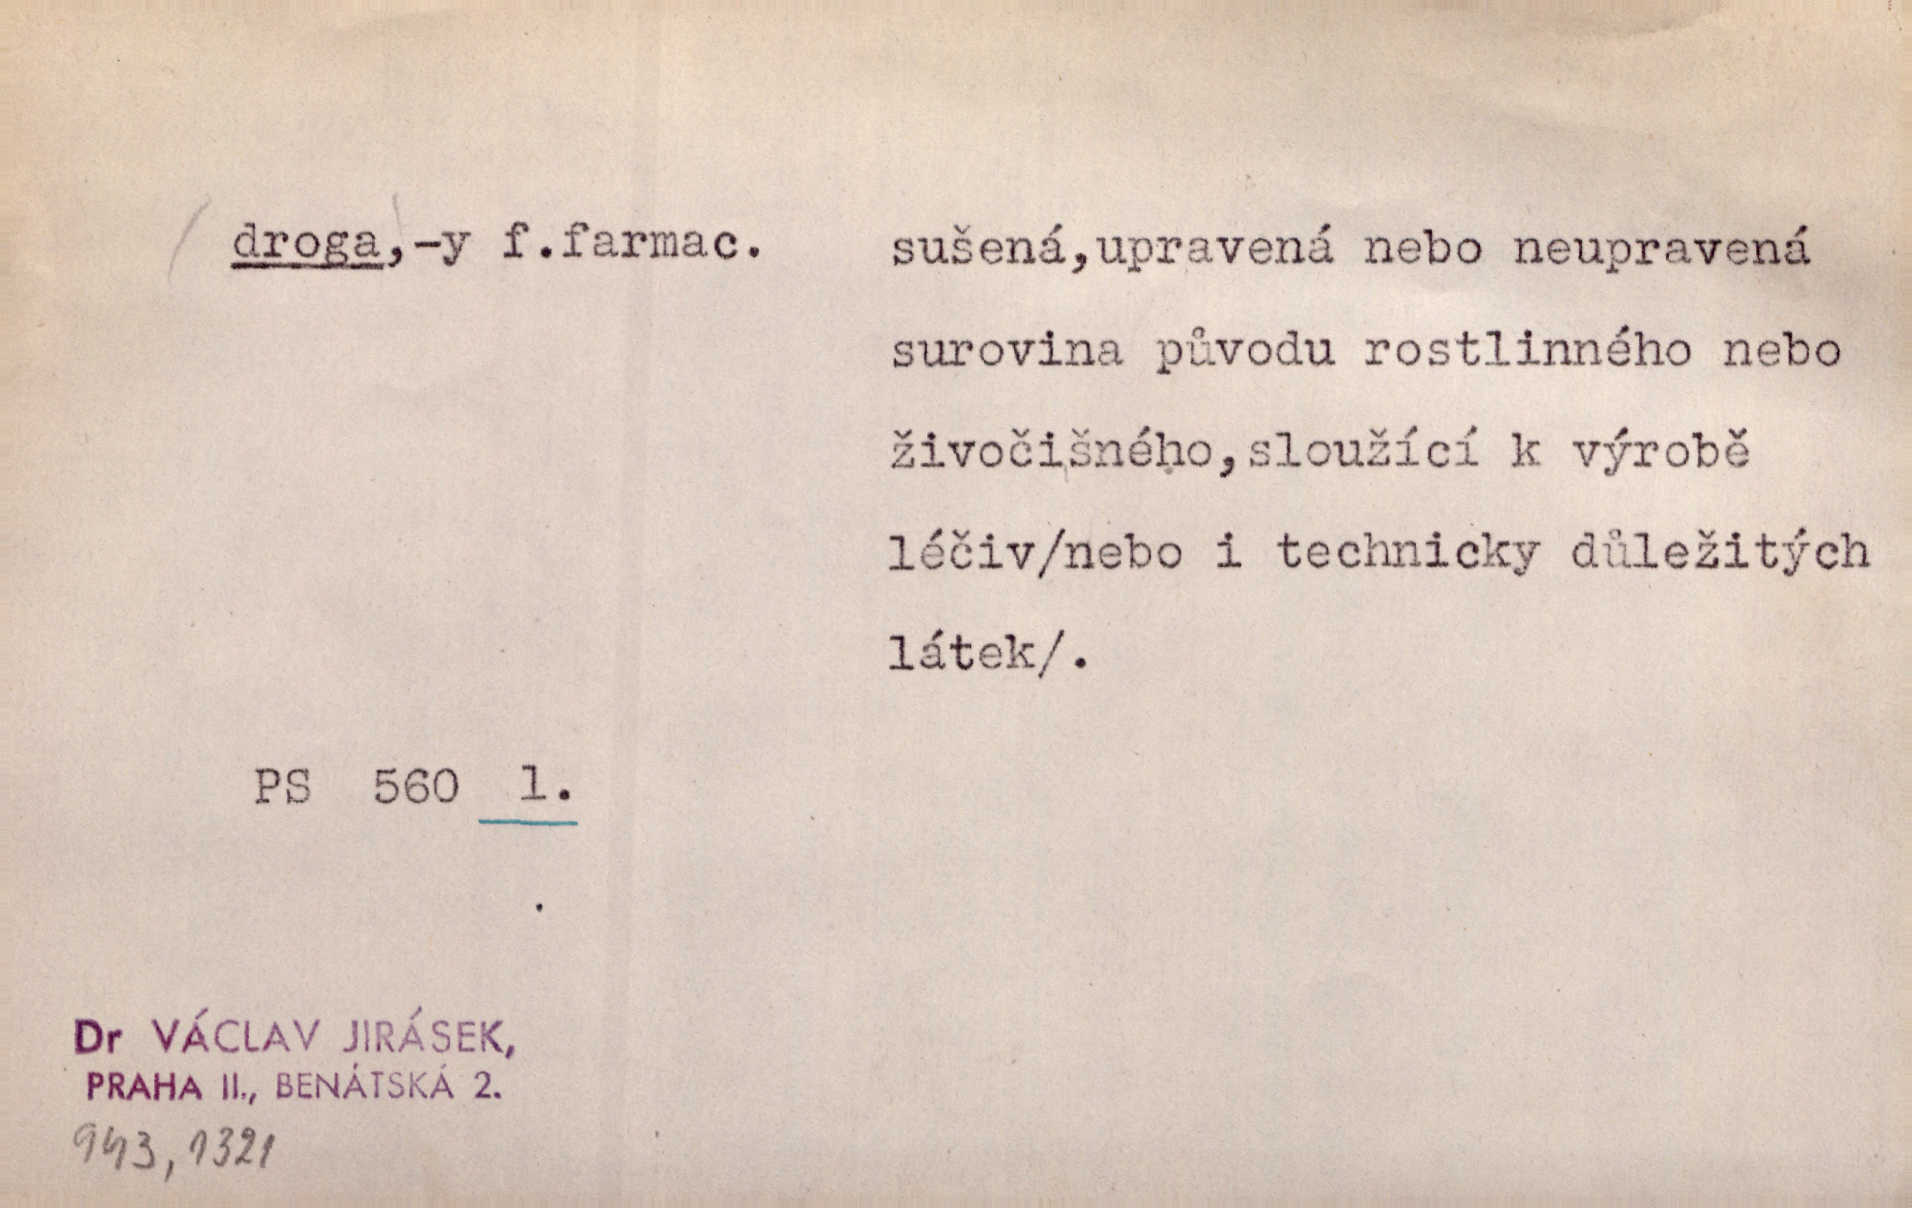 droga,-y f.farmac.
sušená,upravená nebo neupravená
surovina původu rostlinného nebo
živočišného,sloužící k výrobě
léčiv/nebo i technicky důležitých
látek/.
PS 560 1.
Dr VÁCLAV JIRÁSEK,
PRAHA II., BENÁTSKÁ 2.
943, 1321